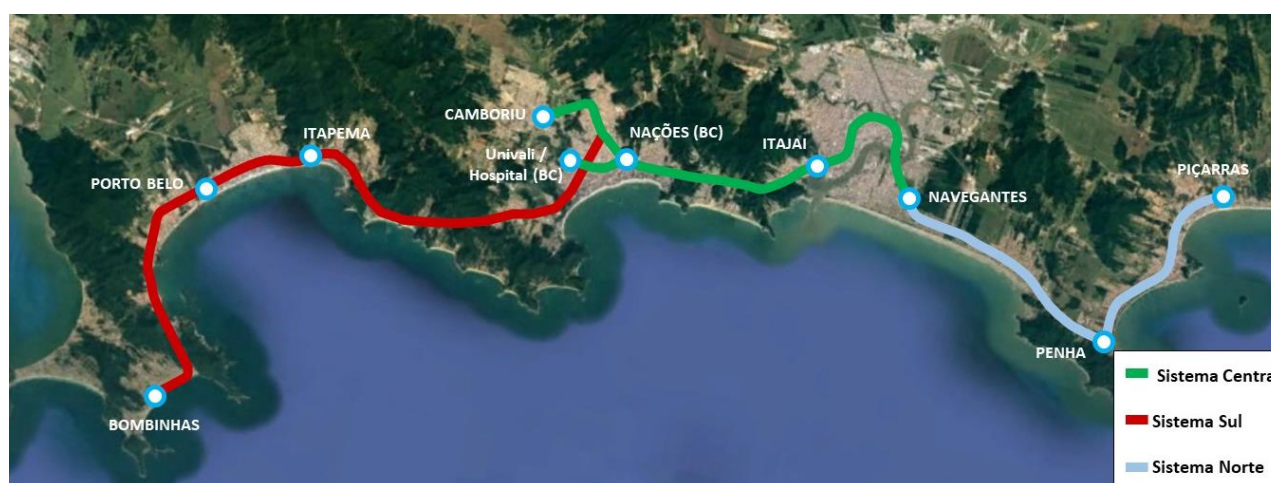 CAMBORIU
NAÇÕES (BC)
ITAPEMA
ITAJAI
Univali /
Hospital (BC)
PIÇARRAS
PORTO BELO
NAVEGANTES
PENHA
BOMBINHAS
Sistema Centra
Sistema Sul
Sistema Norte